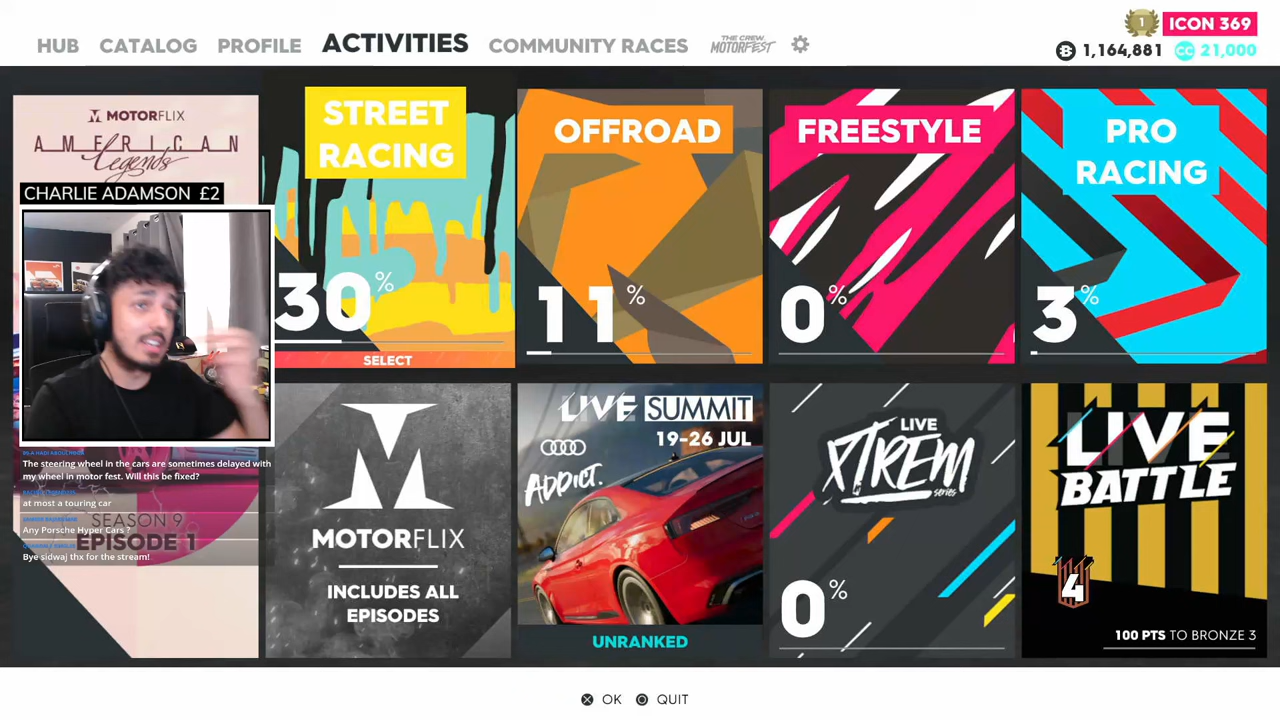 HUB CATALOG PROFILE ACTIVITIES COMMUNITY RACES THE CREW MOTORFEST
1 ICON 369
1,164,881 CC 21,000
MOTORFLIX
AMERICAN
Legends
CHARLIE ADAMSON £2
The steering wheel in the cars are sometimes delayed with
my wheel in motor fest. Will this be fixed?
at most a touring car
Any Porsche Hyper Cars ?
Bye sidwaj thx for the stream!
SEASON 9
EPISODE 1
STREET
RACING
30%
SELECT
OFFROAD
11%
FREESTYLE
0%
PRO
RACING
3%
MOTORFLIX
INCLUDES ALL
EPISODES
LIVE SUMMIT
19-26 JUL
ADDICT.
UNRANKED
LIVE
XTREM
series
0%
LIVE
BATTLE
4
100 PTS TO BRONZE 3
OK QUIT